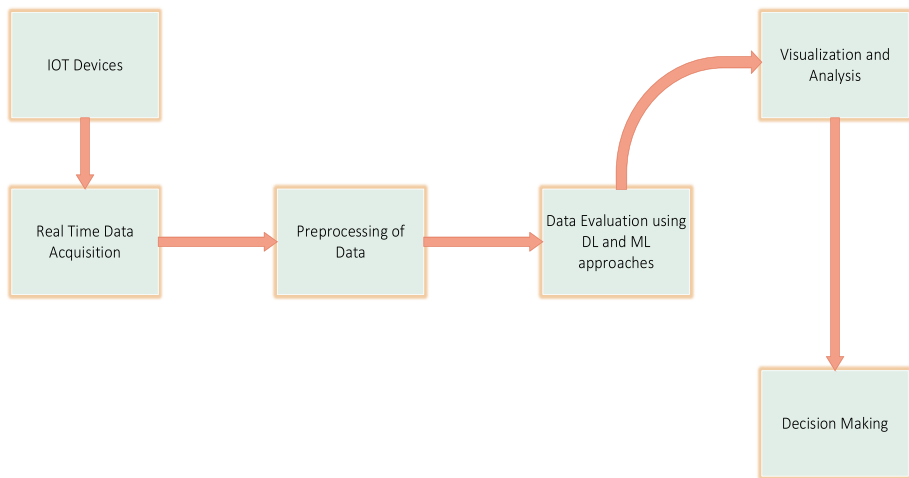 IOT Devices
Real Time Data
Acquisition
Preprocessing of
Data
Data Evaluation using
DL and ML
approaches
Visualization and
Analysis
Decision Making